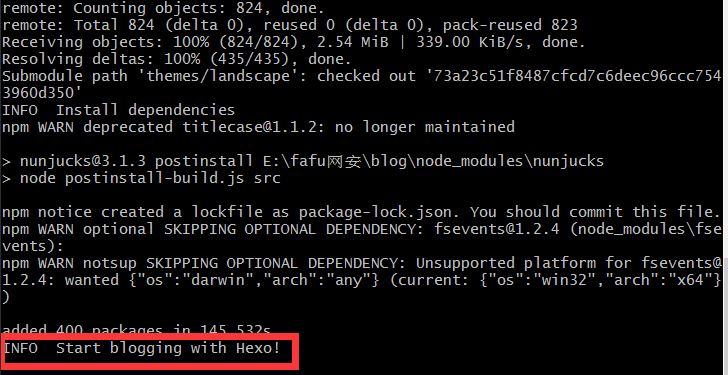 remote: Counting objects: 824, done.
remote: Total 824 (delta 0), reused 0 (delta 0), pack-reused 823
Receiving objects: 100% (824/824), 2.54 MiB | 339.00 KiB/s, done.
Resolving deltas: 100% (435/435), done.
Submodule path 'themes/landscape': checked out '73a23c51f8487cfcd7c6deec96ccc754
3960d350'
INFO  Install dependencies
npm WARN deprecated titlecase@1.1.2: no longer maintained
> nunjucks@3.1.3 postinstall E:\fafu网安\blog\node_modules\nunjucks
> node postinstall-build.js src
npm notice created a lockfile as package-lock.json. You should commit this file.
npm WARN optional SKIPPING OPTIONAL DEPENDENCY: fsevents@1.2.4 (node_modules\fse
vents):
npm WARN notsup SKIPPING OPTIONAL DEPENDENCY: Unsupported platform for fsevents@
1.2.4: wanted {"os":"darwin","arch":"any"} (current: {"os":"win32","arch":"x64"}
)
added 400 packages in 145.532s
INFO  Start blogging with Hexo!